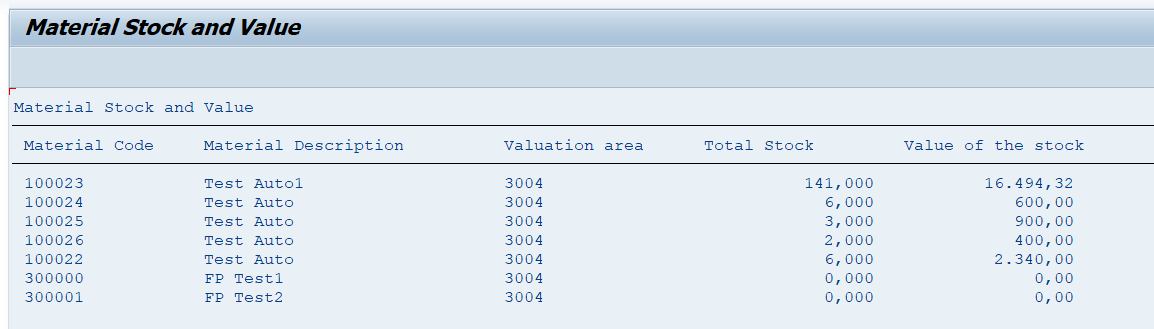 Material Stock and Value
Material Stock and Value
Material Code Material Description Valuation area Total Stock Value of the stock
100023 Test Auto1 3004 141,000 16.494,32
100024 Test Auto 3004 6,000 600,00
100025 Test Auto 3004 3,000 900,00
100026 Test Auto 3004 2,000 400,00
100022 Test Auto 3004 6,000 2.340,00
300000 FP Test1 3004 0,000 0,00
300001 FP Test2 3004 0,000 0,00